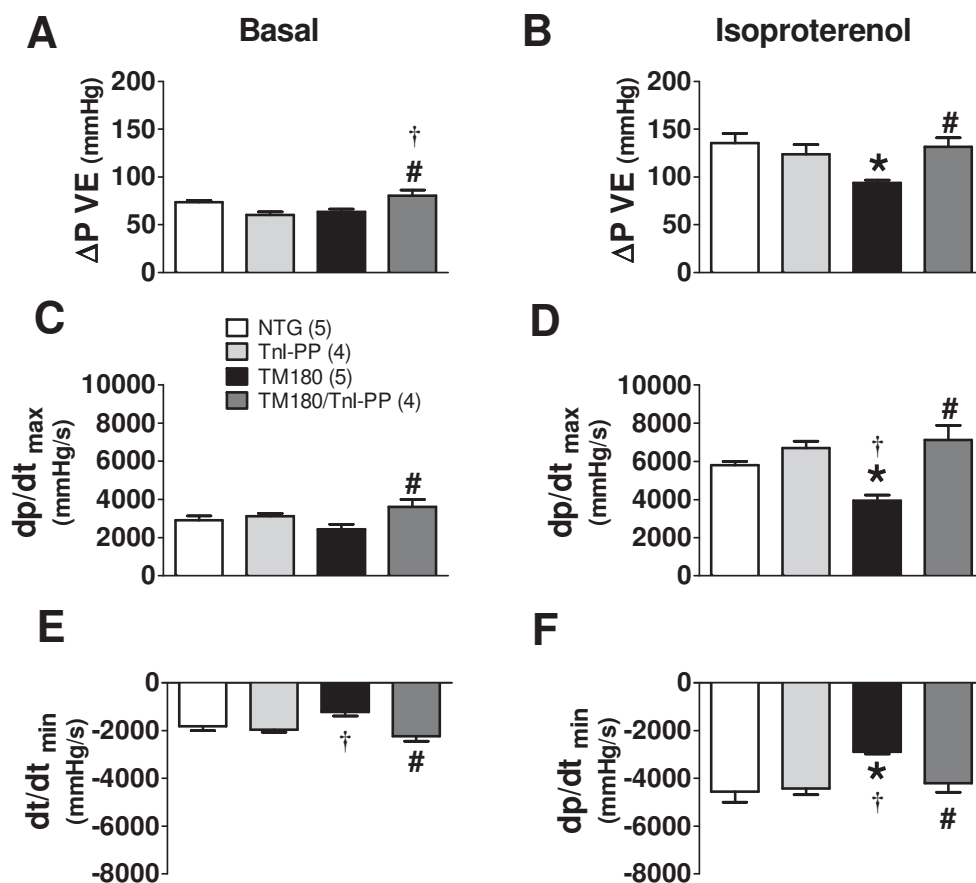 A
Basal
B
Isoproterenol
ΔP VE (mmHg)
200
150
100
50
0
†
#
ΔP VE (mmHg)
200
150
100
50
0
*
#
C
NTG (5)
TnI-PP (4)
TM180 (5)
TM180/TnI-PP (4)
dp/dt max
(mmHg/s)
10000
8000
6000
4000
2000
0
#
D
dp/dt max
(mmHg/s)
10000
8000
6000
4000
2000
0
†
*
#
E
dt/dt min
(mmHg/s)
0
-2000
-4000
-6000
-8000
†
#
F
dp/dt min
(mmHg/s)
0
-2000
-4000
-6000
-8000
*
†
#